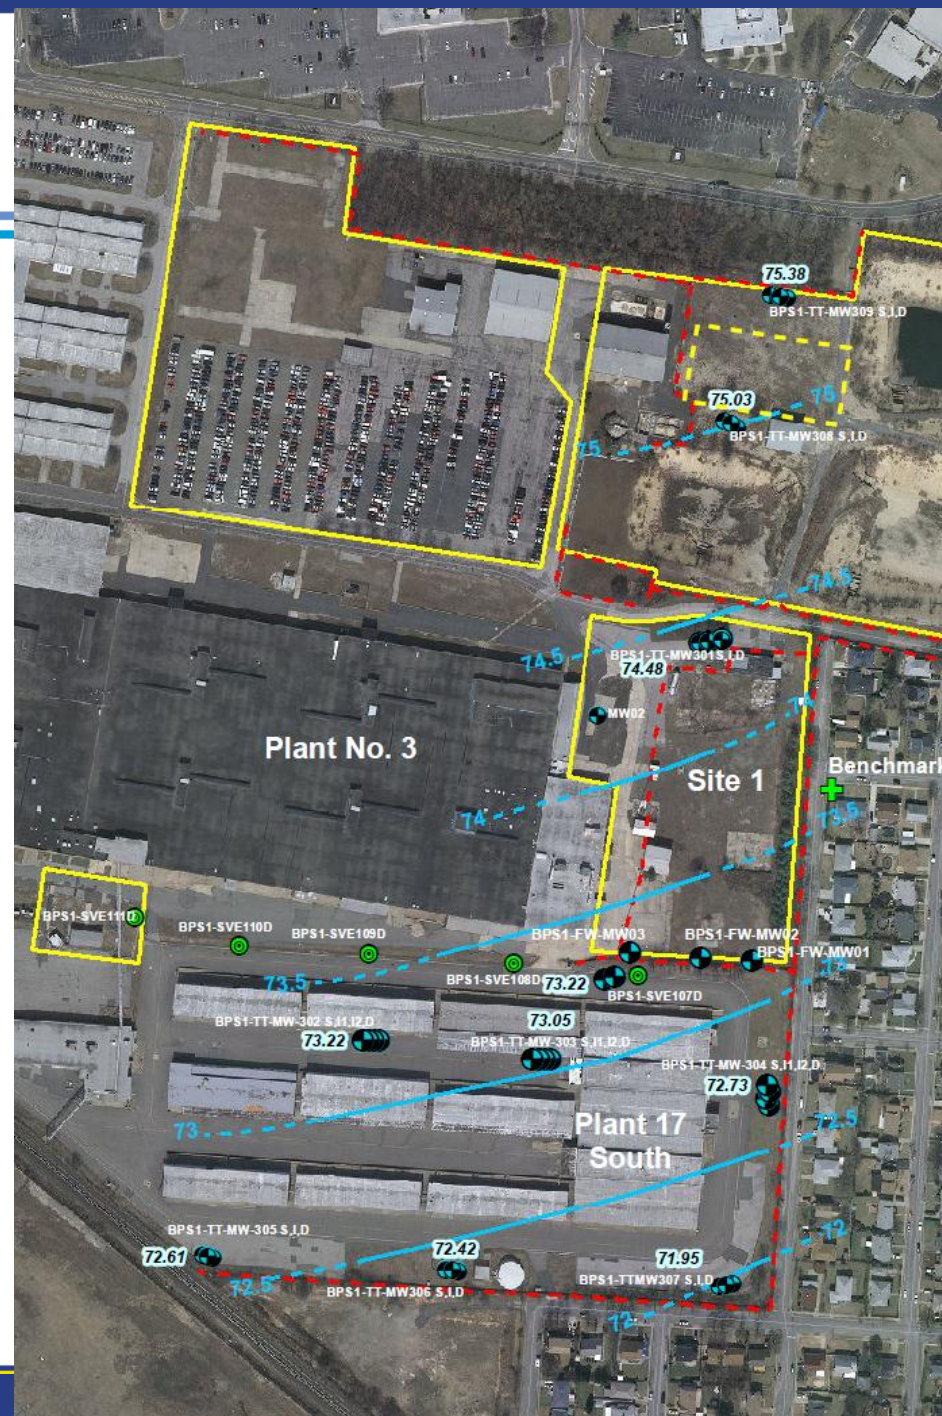 75.38
BPS1-TT-MW309 S,I,D
75
75.03
BPS1-TT-MW308 S,I,D
75
74.5
BPS1-TT-MW301S,I,D
74.5
74.48
74
MW02
Plant No. 3
Site 1
Benchmark
74
73.5
BPS1-SVE111D
BPS1-SVE110D
BPS1-SVE109D
BPS1-FW-MW03
BPS1-FW-MW02
BPS1-FW-MW01
73.5
BPS1-SVE108D
73.22
BPS1-SVE107D
BPS1-TT-MW-302 S,I1,I2,D
73.05
73.22
BPS1-TT-MW-303 S,I1,I2,D
BPS1-TT-MW-304 S,I1,I2,D
72.73
73
Plant 17
South
72.5
BPS1-TT-MW-305 S,I,D
72.61
72.42
71.95
72
72.5
BPS1-TT-MW306 S,I,D
BPS1-TTMW307 S,I,D
72